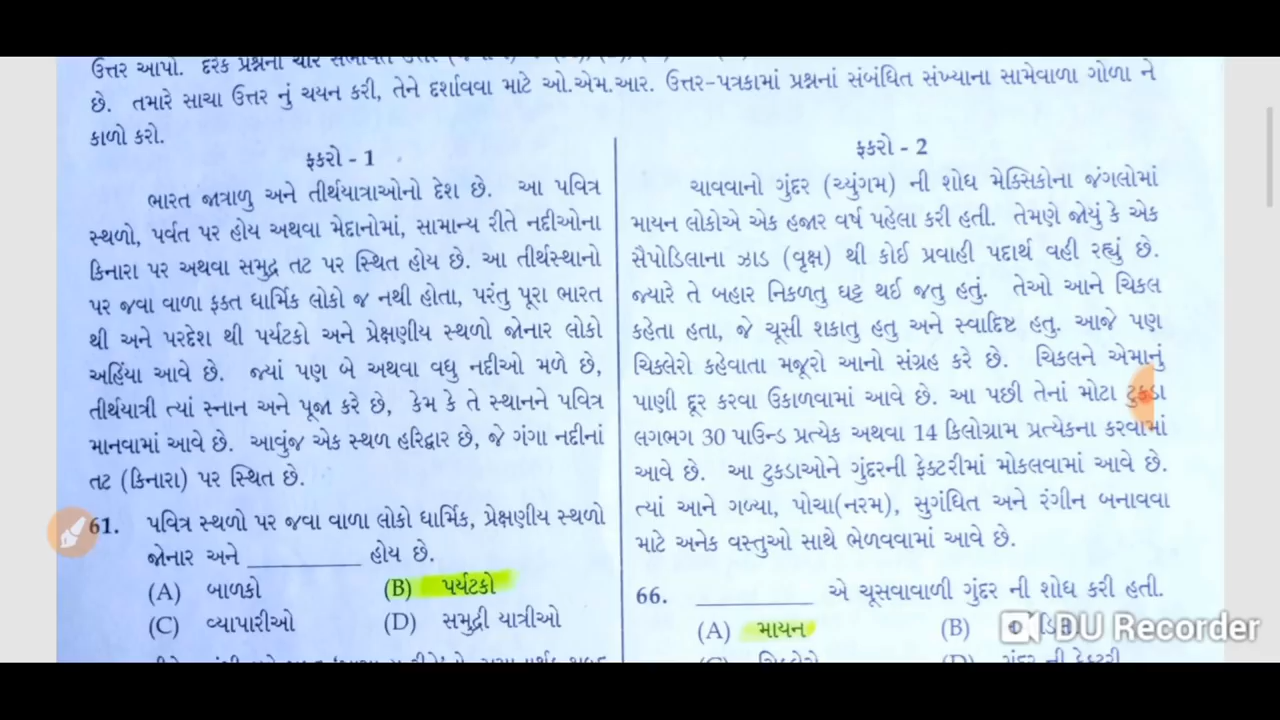 ઉત્તર આપો. દરેક પ્રશ્નના ચાર
છે. તમારે સાચા ઉત્તર નું ચયન કરી, તેને દર્શાવવા માટે ઓ.એમ.આર. ઉત્તર-પત્રકામાં પ્રશ્નનાં સંબંધિત સંખ્યાના સામેવાળા ગોળા ને
કાળો કરો.
ફકરો - 1
ભારત જાત્રાળુ અને તીર્થયાત્રાઓનો દેશ છે. આ પવિત્ર
સ્થળો, પર્વત પર હોય અથવા મેદાનોમાં, સામાન્ય રીતે નદીઓના
કિનારા પર અથવા સમુદ્ર તટ પર સ્થિત હોય છે. આ તીર્થસ્થાનો
પર જવા વાળા ફક્ત ધાર્મિક લોકો જ નથી હોતા, પરંતુ પૂરા ભારત
થી અને પરદેશ થી પર્યટકો અને પ્રેક્ષણીય સ્થળો જોનાર લોકો
અહિંયા આવે છે. જ્યાં પણ બે અથવા વધુ નદીઓ મળે છે,
તીર્થયાત્રી ત્યાં સ્નાન અને પૂજા કરે છે, કેમ કે તે સ્થાનને પવિત્ર
માનવામાં આવે છે. આવુંજ એક સ્થળ હરિદ્વાર છે, જે ગંગા નદીનાં
તટ (કિનારા) પર સ્થિત છે.
61. પવિત્ર સ્થળો પર જવા વાળા લોકો ધાર્મિક, પ્રેક્ષણીય સ્થળો
જોનાર અને __________ હોય છે.
(A) બાળકો (B) પર્યટકો
(C) વ્યાપારીઓ (D) સમુદ્રી યાત્રીઓ
ફકરો - 2
ચાવવાનો ગુંદર (ચ્યુંગમ) ની શોધ મેક્સિકોના જંગલોમાં
માયન લોકોએ એક હજાર વર્ષ પહેલા કરી હતી. તેમણે જોયું કે એક
સૈપોડિલાના ઝાડ (વૃક્ષ) થી કોઈ પ્રવાહી પદાર્થ વહી રહ્યું છે.
જ્યારે તે બહાર નિકળતુ ઘટ્ટ થઈ જતુ હતું. તેઓ આને ચિકલ
કહેતા હતા, જે ચૂસી શકાતુ હતુ અને સ્વાદિષ્ટ હતુ. આજે પણ
ચિક્લેરો કહેવાતા મજૂરો આનો સંગ્રહ કરે છે. ચિકલને એમાનું
પાણી દૂર કરવા ઉકાળવામાં આવે છે. આ પછી તેનાં મોટા ટુકડા
લગભગ 30 પાઉન્ડ પ્રત્યેક અથવા 14 કિલોગ્રામ પ્રત્યેકના કરવામાં
આવે છે. આ ટુકડાઓને ગુંદરની ફેક્ટરીમાં મોકલવામાં આવે છે.
ત્યાં આને ગળ્યા, પોચા(નરમ), સુગંધિત અને રંગીન બનાવવા
માટે અનેક વસ્તુઓ સાથે ભેળવવામાં આવે છે.
66. __________ એ ચૂસવાવાળી ગુંદર ની શોધ કરી હતી.
(A) માયન (B)
DU Recorder
(D) ગુંદર ની ફેક્ટરી